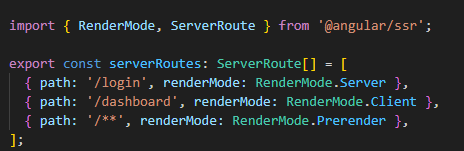 import { RenderMode, ServerRoute } from '@angular/ssr';
export const serverRoutes: ServerRoute[] = [
  { path: '/login', renderMode: RenderMode.Server },
  { path: '/dashboard', renderMode: RenderMode.Client },
  { path: '/**', renderMode: RenderMode.Prerender },
];